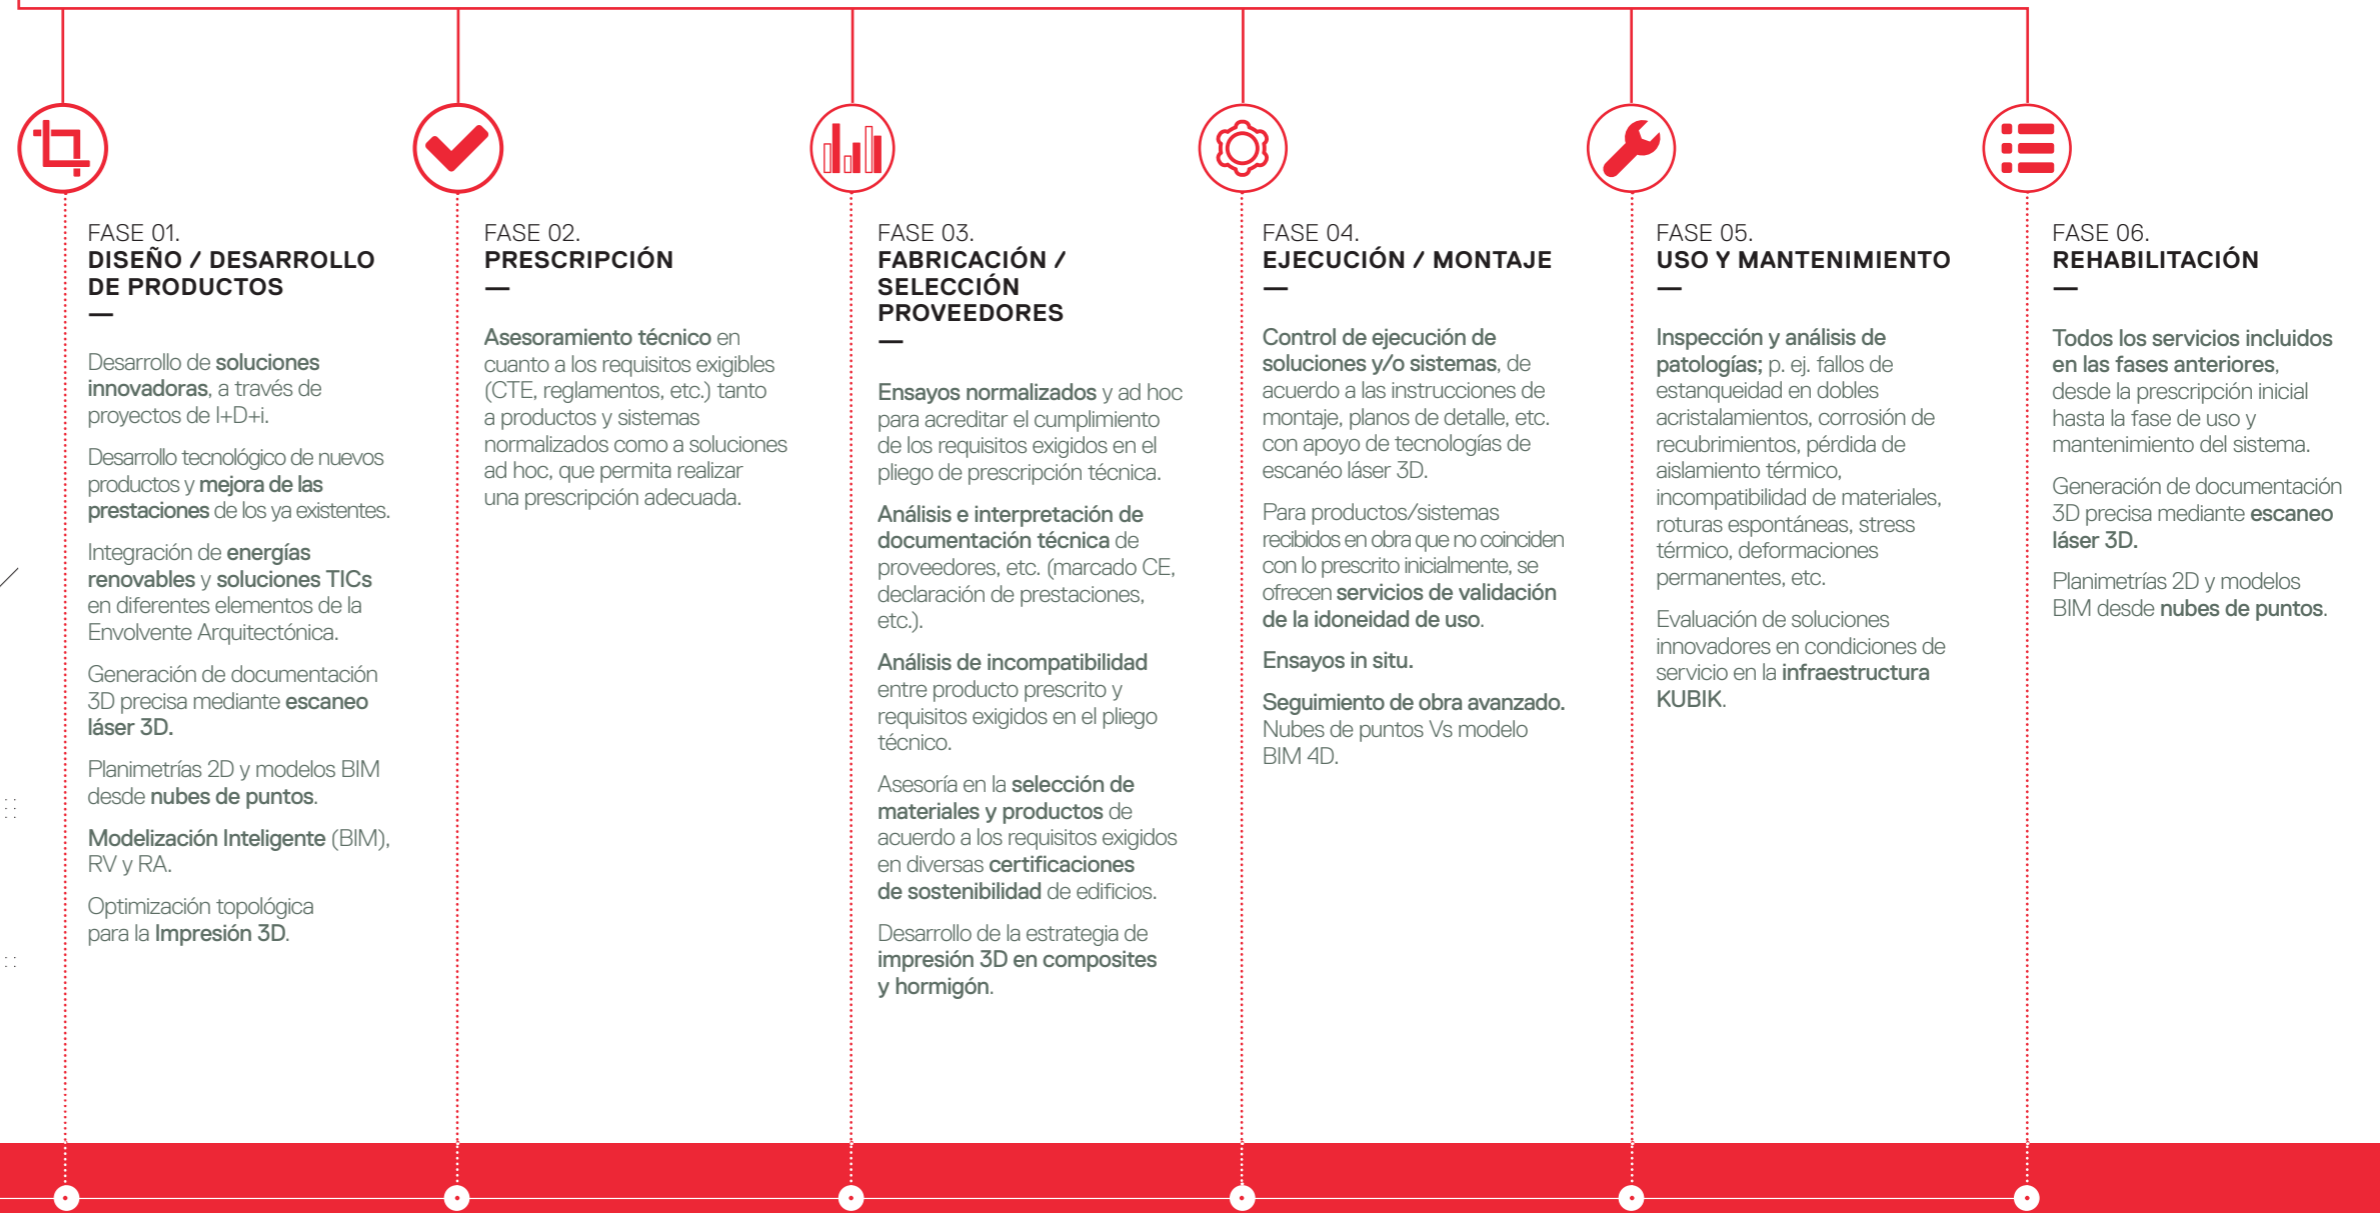 FASE 01.
DISEÑO / DESARROLLO
DE PRODUCTOS
—
Desarrollo de soluciones
innovadoras, a través de
proyectos de I+D+i.
Desarrollo tecnológico de nuevos
productos y mejora de las
prestaciones de los ya existentes.
Integración de energías
renovables y soluciones TICs
en diferentes elementos de la
Envolvente Arquitectónica.
Generación de documentación
3D precisa mediante escaneo
láser 3D.
Planimetrías 2D y modelos BIM
desde nubes de puntos.
Modelización Inteligente (BIM),
RV y RA.
Optimización topológica
para la Impresión 3D.
FASE 02.
PRESCRIPCIÓN
—
Asesoramiento técnico en
cuanto a los requisitos exigibles
(CTE, reglamentos, etc.) tanto
a productos y sistemas
normalizados como a soluciones
ad hoc, que permita realizar
una prescripción adecuada.
FASE 03.
FABRICACIÓN /
SELECCIÓN
PROVEEDORES
—
Ensayos normalizados y ad hoc
para acreditar el cumplimiento
de los requisitos exigidos en el
pliego de prescripción técnica.
Análisis e interpretación de
documentación técnica de
proveedores, etc. (marcado CE,
declaración de prestaciones,
etc.).
Análisis de incompatibilidad
entre producto prescrito y
requisitos exigidos en el pliego
técnico.
Asesoría en la selección de
materiales y productos de
acuerdo a los requisitos exigidos
en diversas certificaciones
de sostenibilidad de edificios.
Desarrollo de la estrategia de
impresión 3D en composites
y hormigón.
FASE 04.
EJECUCIÓN / MONTAJE
—
Control de ejecución de
soluciones y/o sistemas, de
acuerdo a las instrucciones de
montaje, planos de detalle, etc.
con apoyo de tecnologías de
escanéo láser 3D.
Para productos/sistemas
recibidos en obra que no coinciden
con lo prescrito inicialmente, se
ofrecen servicios de validación
de la idoneidad de uso.
Ensayos in situ.
Seguimiento de obra avanzado.
Nubes de puntos Vs modelo
BIM 4D.
FASE 05.
USO Y MANTENIMIENTO
—
Inspección y análisis de
patologías; p. ej. fallos de
estanqueidad en dobles
acristalamientos, corrosión de
recubrimientos, pérdida de
aislamiento térmico,
incompatibilidad de materiales,
roturas espontáneas, stress
térmico, deformaciones
permanentes, etc.
Evaluación de soluciones
innovadores en condiciones de
servicio en la infraestructura
KUBIK.
FASE 06.
REHABILITACIÓN
—
Todos los servicios incluidos
en las fases anteriores,
desde la prescripción inicial
hasta la fase de uso y
mantenimiento del sistema.
Generación de documentación
3D precisa mediante escaneo
láser 3D.
Planimetrías 2D y modelos
BIM desde nubes de puntos.